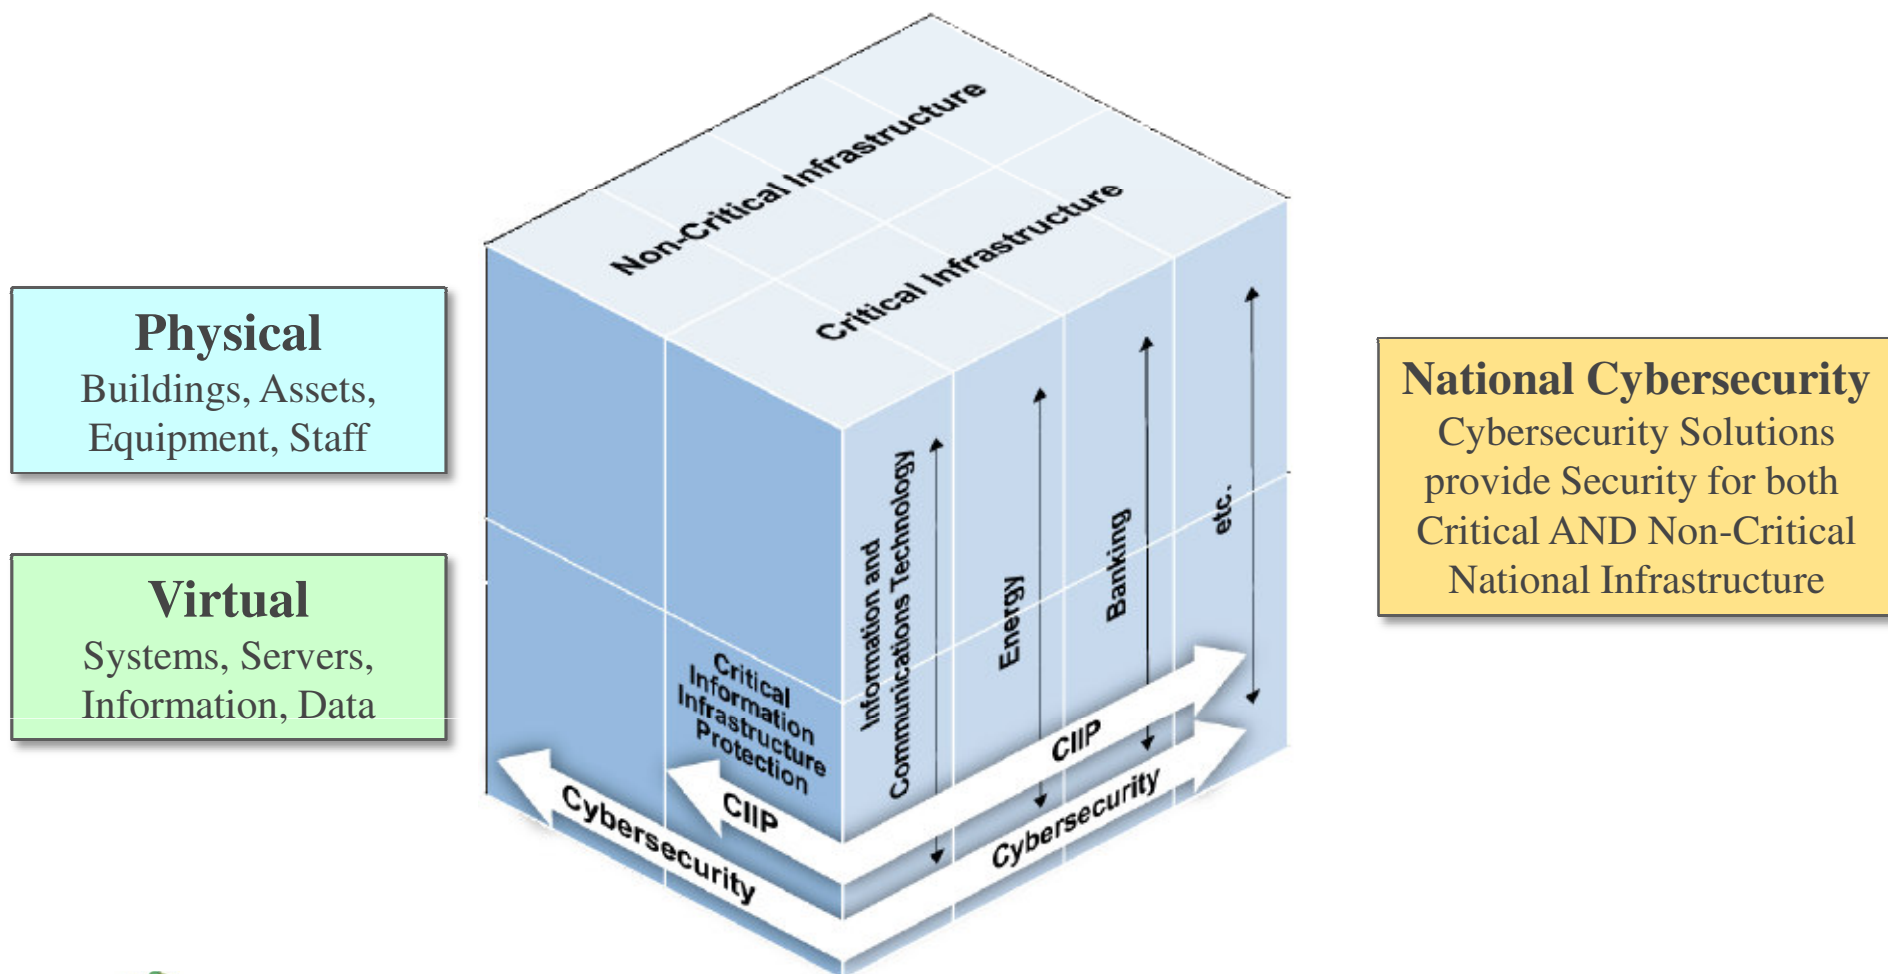 Non-Critical Infrastructure
Critical Infrastructure
Physical
Buildings, Assets,
Equipment, Staff
Virtual
Systems, Servers,
Information, Data
Critical
Information
Infrastructure
Protection
Information and
Communications Technology
Energy
Banking
etc.
CIIP
CIIP
Cybersecurity
Cybersecurity
National Cybersecurity
Cybersecurity Solutions
provide Security for both
Critical AND Non-Critical
National Infrastructure